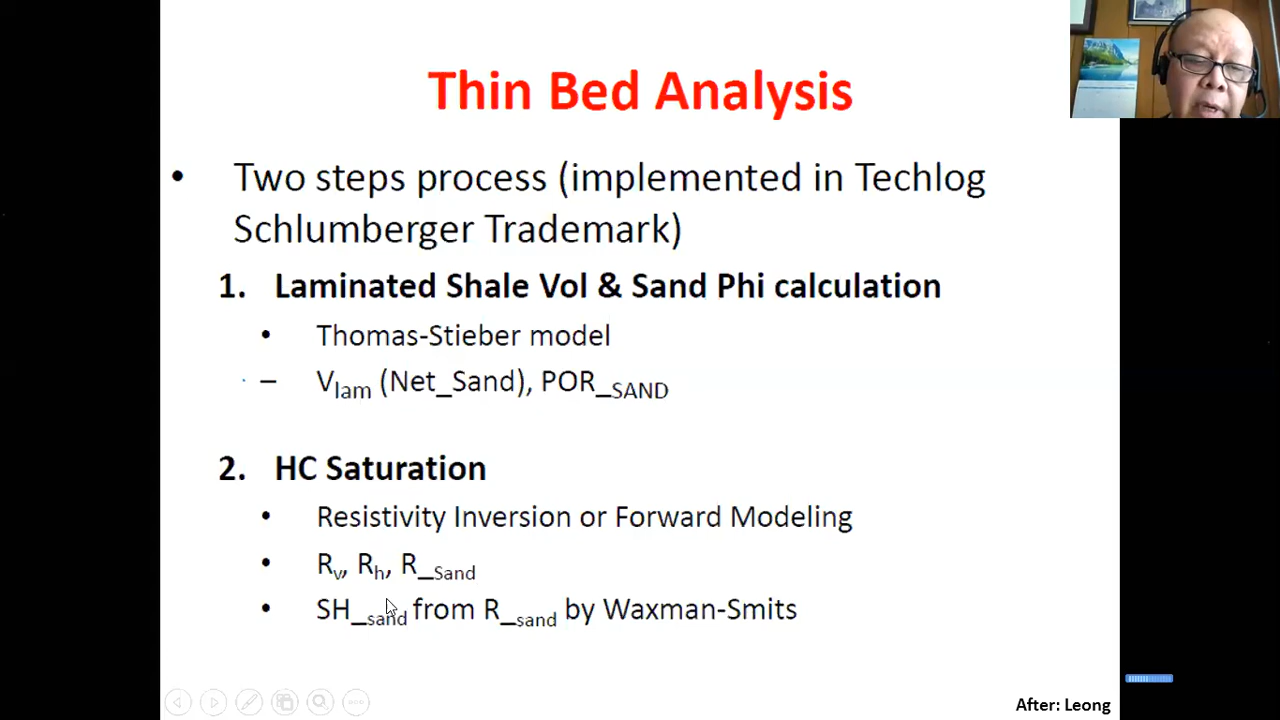 Thin Bed Analysis
• Two steps process (implemented in Techlog
Schlumberger Trademark)
1. Laminated Shale Vol & Sand Phi calculation
• Thomas-Stieber model
– Vlam (Net_Sand), POR_SAND
2. HC Saturation
• Resistivity Inversion or Forward Modeling
• Rv, Rh, R_Sand
• SH_sand from R_sand by Waxman-Smits
After: Leong